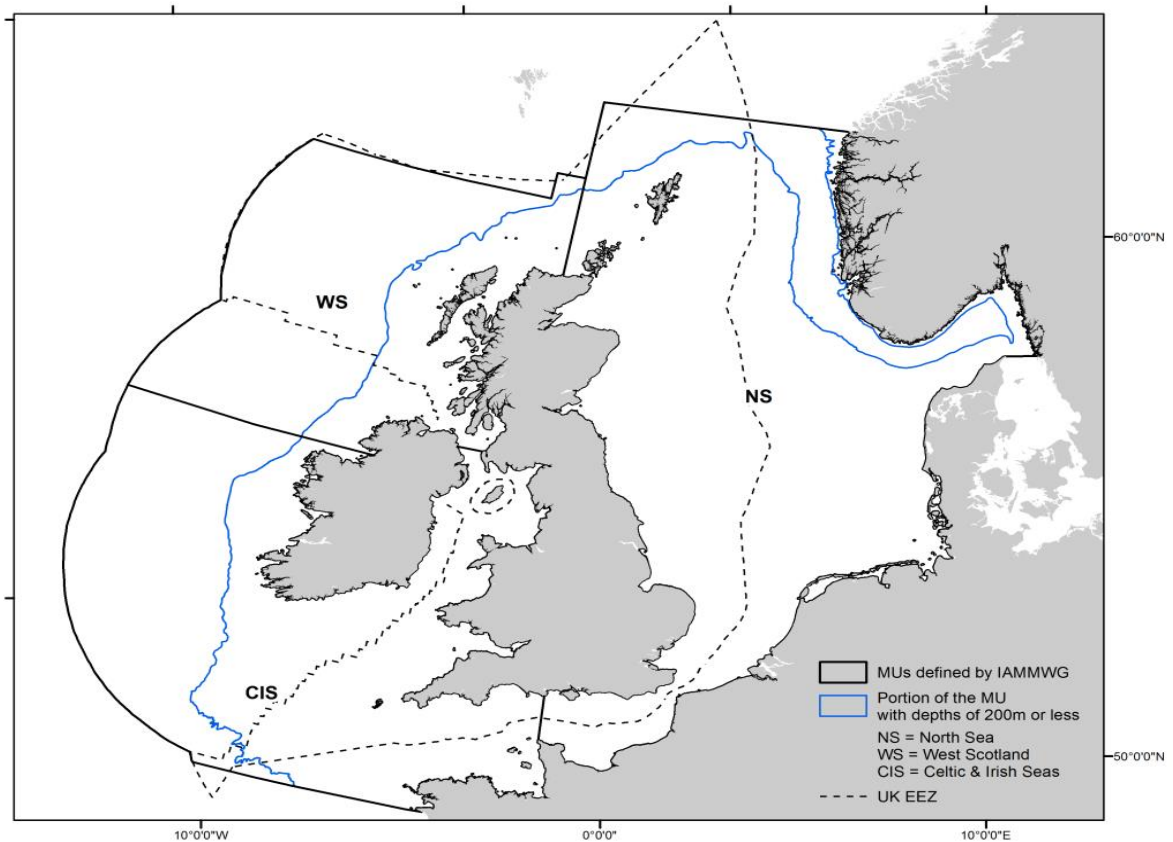 60°0'0"N
WS
NS
CIS
MUs defined by IAMMWG
Portion of the MU
with depths of 200m or less
NS = North Sea
WS = West Scotland
CIS = Celtic & Irish Seas
UK EEZ
50°0'0"N
10°0'0"W
0°0'0"
10°0'0"E